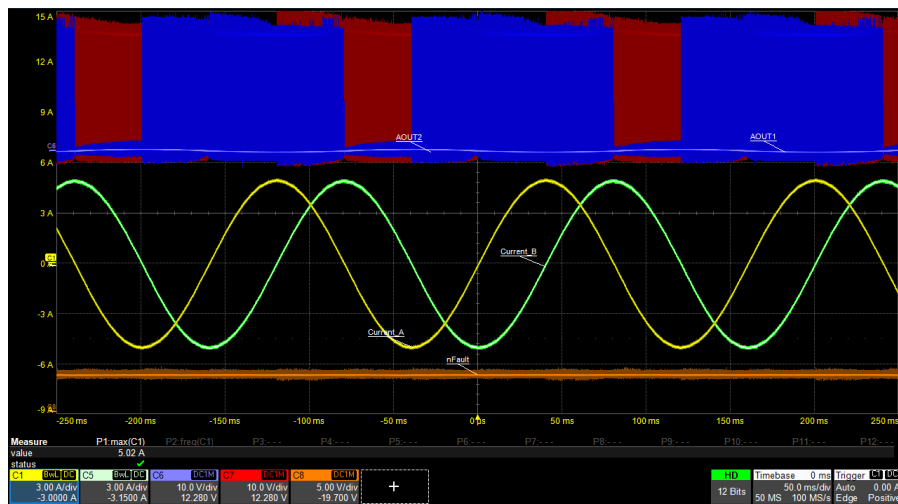 15 A
12 A
9 A
C6
AOUT2
AOUT1
6 A
3 A
Current_B
C1
0 A
-3 A
Current_A
nFault
-6 A
-9 A
-250 ms -200 ms -150 ms -100 ms -50 ms 0 ms 50 ms 100 ms 150 ms 200 ms 250 ms
Measure P1:max(C1) P2:freq(C1) P3:- - - P4:- - - P5:- - - P6:- - - P7:- - - P8:- - - P9:- - - P10:- - - P11:- - - P12:- - -
value 5.02 A
status ✓
C1 BwL DC C5 BwL DC C6 DC1M C7 DC1M C8 DC1M HD Timebase 0 ms Trigger C1 DC
3.00 A/div 3.00 A/div 10.0 V/div 10.0 V/div 5.00 V/div + 12 Bits 50.0 ms/div Auto 0.00 A
-3.0000 A -3.1500 A 12.280 V 12.280 V -19.700 V 50 MS 100 MS/s Edge Positive